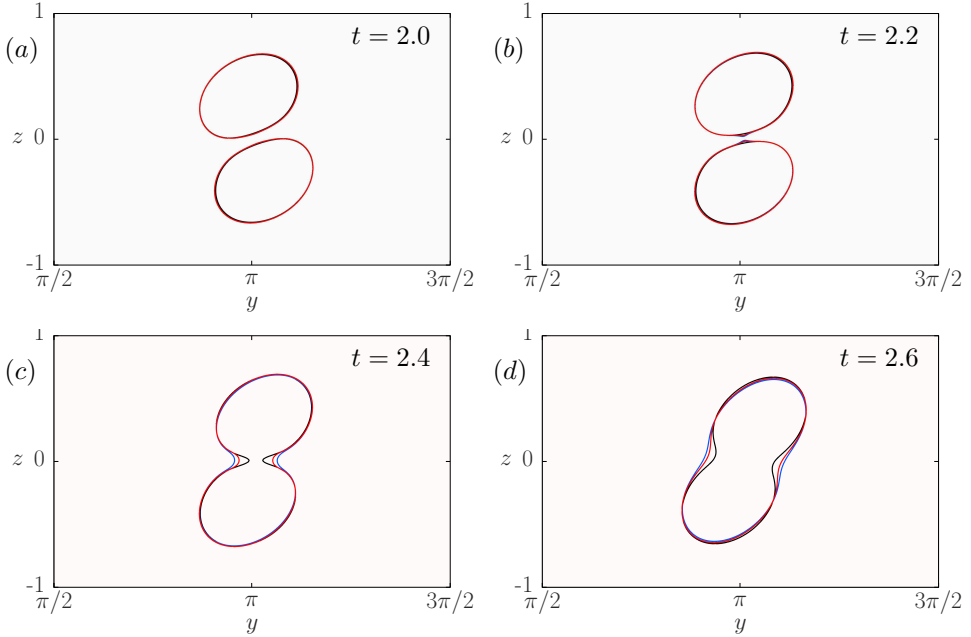 (a)
1
t = 2.0
z 0
-1
π/2
π
3π/2
y
(b)
1
t = 2.2
z 0
-1
π/2
π
3π/2
y
(c)
1
t = 2.4
z 0
-1
π/2
π
3π/2
y
(d)
1
t = 2.6
z 0
-1
π/2
π
3π/2
y